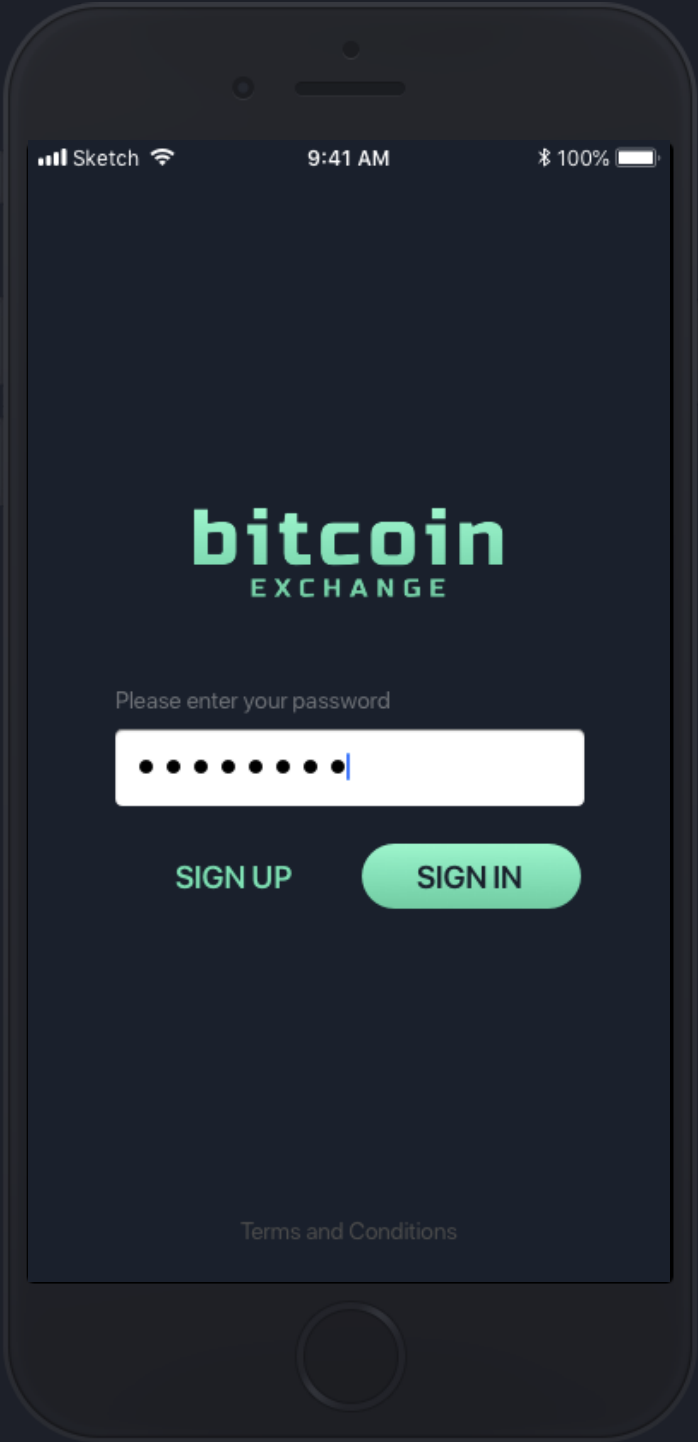 Sketch 9:41 AM 100%
bitcoin
EXCHANGE
Please enter your password
SIGN UP SIGN IN
Terms and Conditions